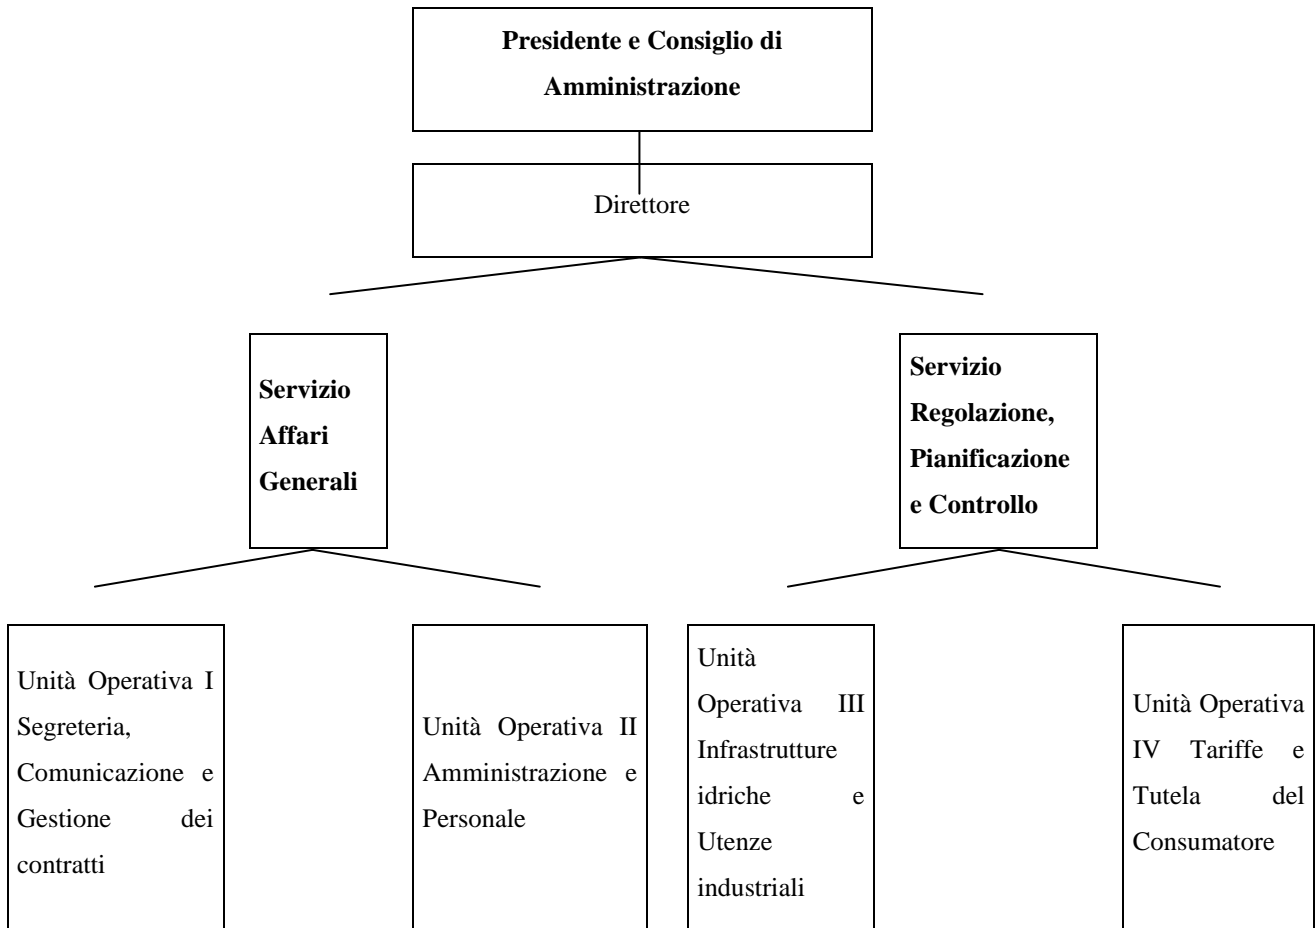 Presidente e Consiglio di
Amministrazione
Direttore
Servizio
Affari
Generali
Servizio
Regolazione,
Pianificazione
e Controllo
Unità Operativa I
Segreteria,
Comunicazione e
Gestione dei
contratti
Unità Operativa II
Amministrazione e
Personale
Unità
Operativa III
Infrastrutture
idriche e
Utenze
industriali
Unità Operativa
IV Tariffe e
Tutela del
Consumatore